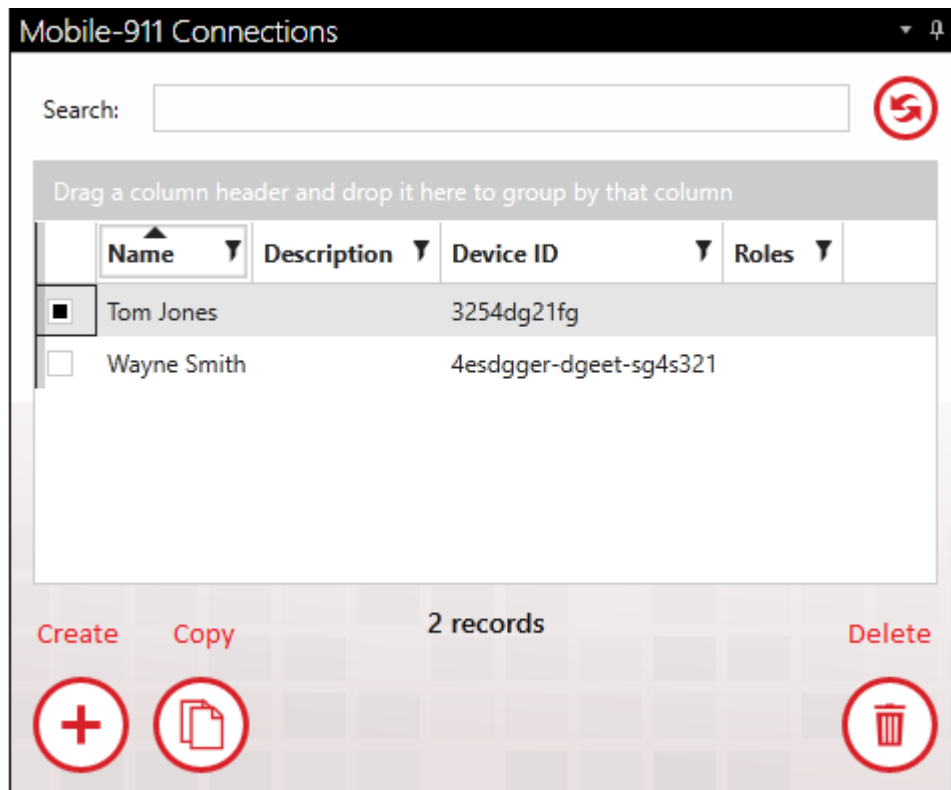 Mobile-911 Connections
Search:
Drag a column header and drop it here to group by that column
Name Description Device ID Roles
Tom Jones 3254dg21fg
Wayne Smith 4esdgger-dgeet-sg4s321
2 records
Create Copy Delete